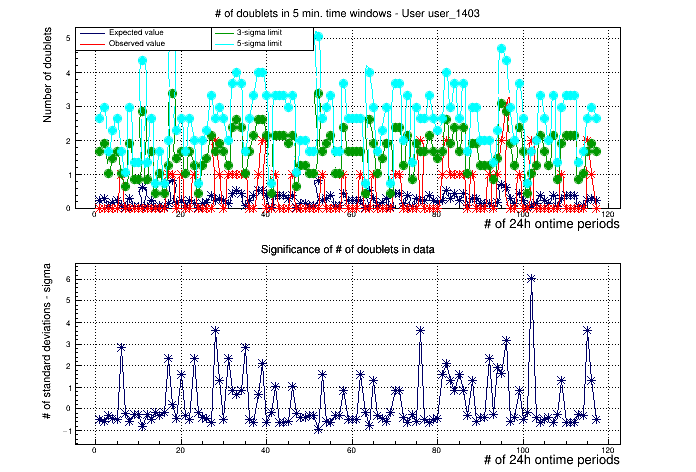 # of doublets in 5 min. time windows - User user_1403
Number of doublets
Expected value
3-sigma limit
Observed value
5-sigma limit
5
4
3
2
1
0
0 20 40 60 80 100 120
# of 24h ontime periods
Significance of # of doublets in data
# of standard deviations - sigma
6
5
4
3
2
1
0
−1
0 20 40 60 80 100 120
# of 24h ontime periods